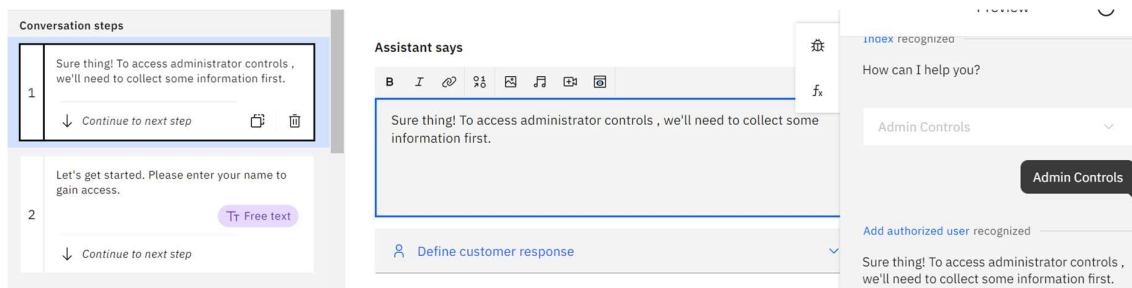 Conversation steps
1
Sure thing! To access administrator controls ,
we'll need to collect some information first.
Continue to next step
2
Let's get started. Please enter your name to
gain access.
Free text
Continue to next step
Assistant says
B I
Sure thing! To access administrator controls , we'll need to collect some
information first.
Define customer response
fx
Preview
Index recognized
How can I help you?
Admin Controls
Admin Controls
Add authorized user recognized
Sure thing! To access administrator controls ,
we'll need to collect some information first.